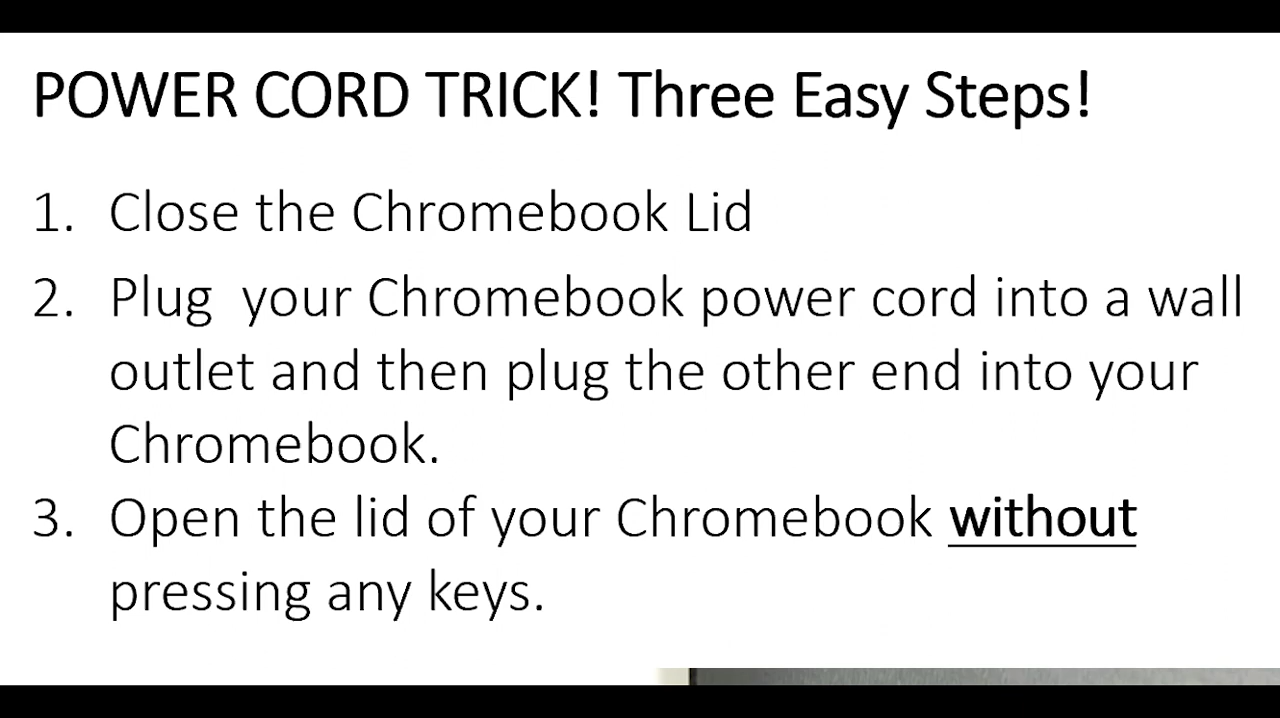 POWER CORD TRICK! Three Easy Steps!
1. Close the Chromebook Lid
2. Plug your Chromebook power cord into a wall
outlet and then plug the other end into your
Chromebook.
3. Open the lid of your Chromebook without
pressing any keys.